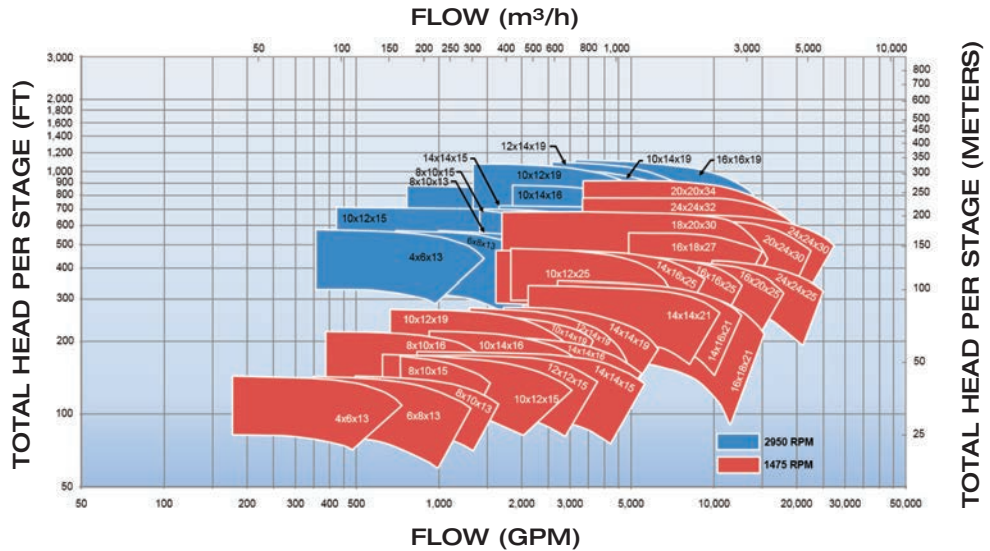 FLOW (m³/h)
50 100 150 200 250 300 400 500 600 800 1,000 3,000 5,000 10,000
TOTAL HEAD PER STAGE (FT)
3,000
2,000
1,800
1,600
1,400
1,200
1,000
900
800
700
600
500
400
300
200
100
50
TOTAL HEAD PER STAGE (METERS)
800
700
600
500
450
400
350
300
250
200
150
100
50
25
12x14x19
14x14x15
10x14x19
16x16x19
8x10x15
8x10x13
10x12x19
10x14x16
20x20x34
24x24x32
10x12x15
18x20x30
24x24x30
20x24x30
6x8x13
16x18x27
4x6x13
10x12x25
14x16x25
16x16x25
16x20x25
24x24x25
10x12x19
10x14x19
12x14x19
14x14x19
14x14x21
14x16x21
16x18x21
8x10x16
10x14x16
14x14x16
8x10x15
12x12x15
14x14x15
8x10x13
10x12x15
4x6x13
6x8x13
2950 RPM
1475 RPM
50 100 200 300 400 500 1,000 2,000 3,000 5,000 10,000 20,000 30,000 50,000
FLOW (GPM)